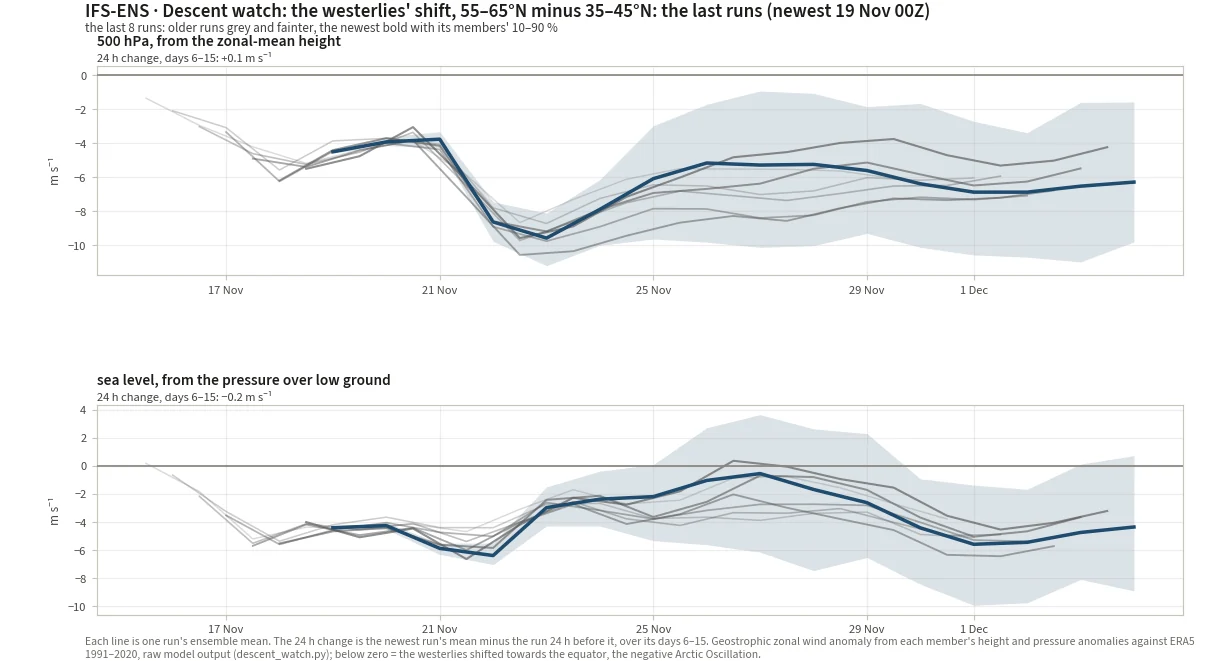 IFS-ENS · Descent watch: the westerlies' shift, 55–65°N minus 35–45°N: the last runs (newest 19 Nov 00Z)
the last 8 runs: older runs grey and fainter, the newest bold with its members' 10–90 %
500 hPa, from the zonal-mean height
24 h change, days 6–15: +0.1 m s⁻¹
0
−2
−4
−6
−8
−10
m s⁻¹
17 Nov
21 Nov
25 Nov
29 Nov
1 Dec
sea level, from the pressure over low ground
24 h change, days 6–15: −0.2 m s⁻¹
4
2
0
−2
−4
−6
−8
−10
m s⁻¹
17 Nov
21 Nov
25 Nov
29 Nov
1 Dec
Each line is one run's ensemble mean. The 24 h change is the newest run's mean minus the run 24 h before it, over its days 6–15. Geostrophic zonal wind anomaly from each member's height and pressure anomalies against ERA5
1991–2020, raw model output (descent_watch.py); below zero = the westerlies shifted towards the equator, the negative Arctic Oscillation.